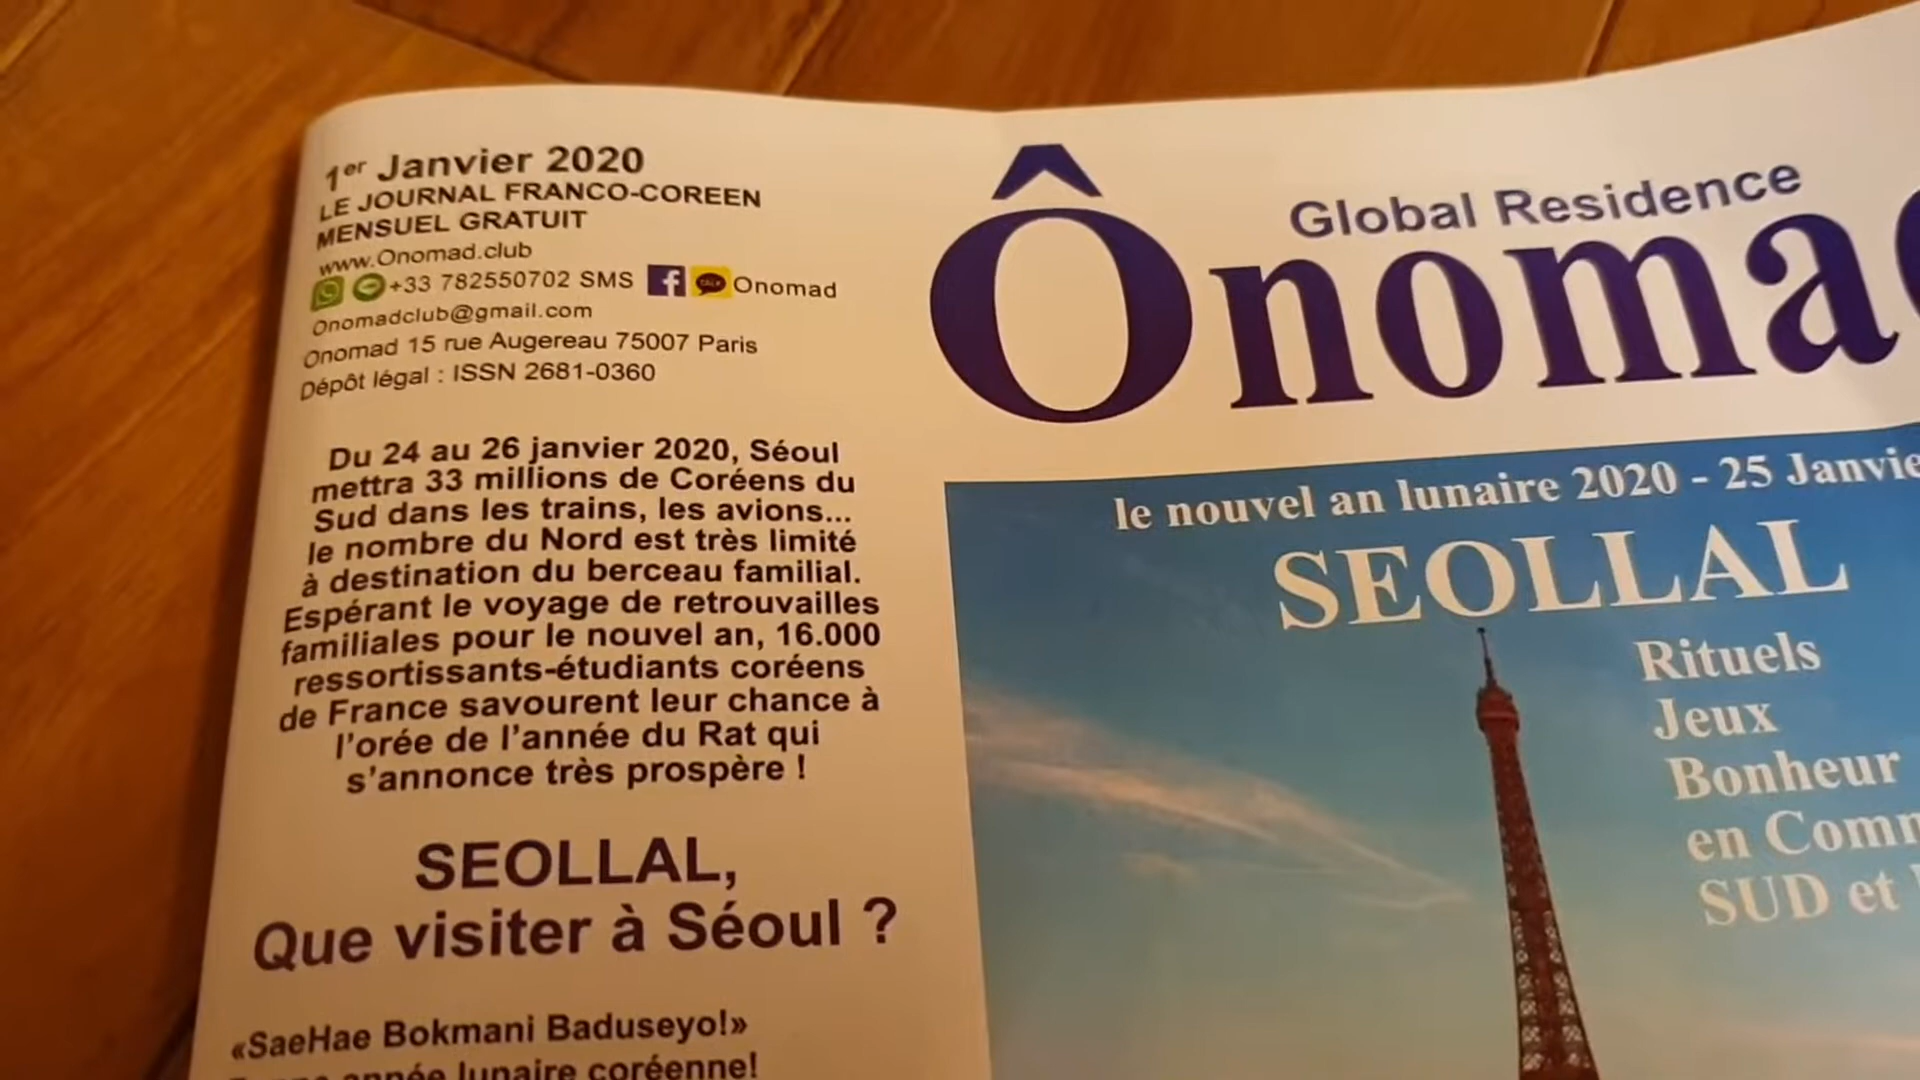 1er Janvier 2020
LE JOURNAL FRANCO-COREEN
MENSUEL GRATUIT
www.Onomad.club
+33 782550702 SMS f TALK Onomad
Onomadclub@gmail.com
Onomad 15 rue Augereau 75007 Paris
Dépôt légal : ISSN 2681-0360
Du 24 au 26 janvier 2020, Séoul
mettra 33 millions de Coréens du
Sud dans les trains, les avions...
le nombre du Nord est très limité
à destination du berceau familial.
Espérant le voyage de retrouvailles
familiales pour le nouvel an, 16.000
ressortissants-étudiants coréens
de France savourent leur chance à
l'orée de l'année du Rat qui
s'annonce très prospère !
SEOLLAL,
Que visiter à Séoul ?
«SaeHae Bokmani Baduseyo!»
année lunaire coréenne!
Global Residence
Ônoma
le nouvel an lunaire 2020 - 25 Janvie
SEOLLAL
Rituels
Jeux
Bonheur
en Com
SUD et